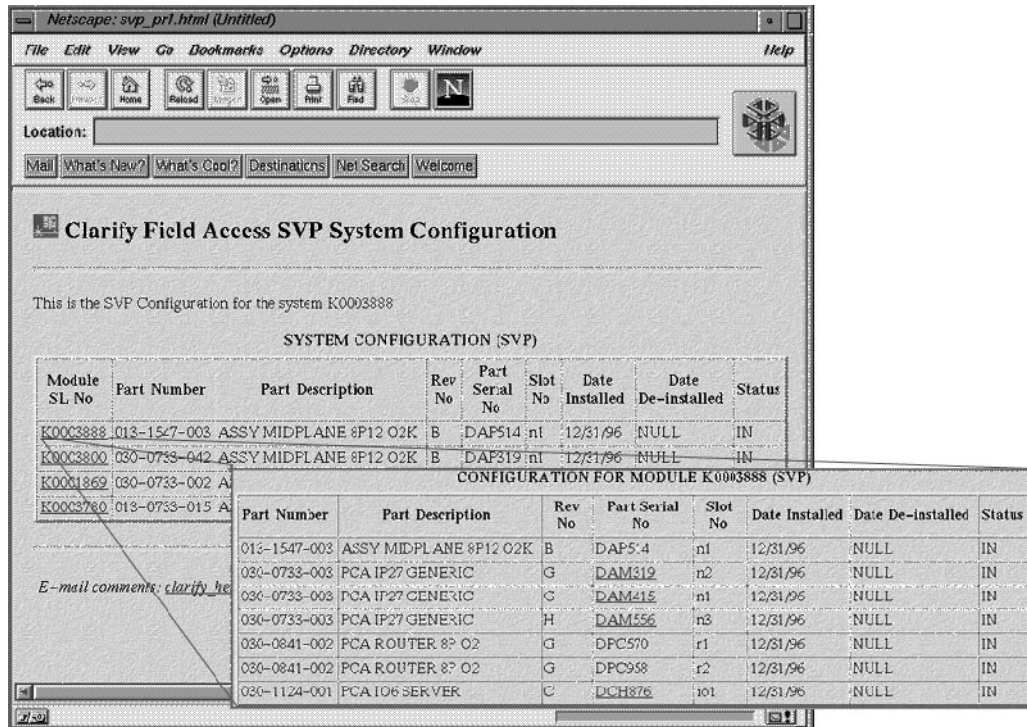 Netscape: svp_pr1.html (Untitled)
File Edit View Go Bookmarks Options Directory Window Help
Back Home Reload Open Print Find
N
Location:
Mail What's New? What's Cool? Destinations Net Search Welcome
Clarify Field Access SVP System Configuration
This is the SVP Configuration for the system K0003888
SYSTEM CONFIGURATION (SVP)
Module SL No Part Number Part Description Rev No Part Serial No Slot No Date Installed Date De-installed Status
K0003888 013-1547-003 ASSY MIDPLANE 8P12 O2K B DAP514 n1 12/31/96 NULL IN
K0003800 030-0733-042 ASSY MIDPLANE 8P12 O2K B DAP319 n1 12/31/96 NULL IN
K0001869 030-0733-002 A
K0003780 013-0733-015 A
E-mail comments: clarify_he
CONFIGURATION FOR MODULE K0003888 (SVP)
Part Number Part Description Rev No Part Serial No Slot No Date Installed Date De-installed Status
013-1547-003 ASSY MIDPLANE 8P12 O2K B DAP514 n1 12/31/96 NULL IN
030-0733-003 PCA IP27 GENERIC G DAM319 n2 12/31/96 NULL IN
030-0733-003 PCA IP27 GENERIC G DAM415 n1 12/31/96 NULL IN
030-0733-003 PCA IP27 GENERIC H DAM556 n3 12/31/96 NULL IN
030-0841-002 PCA ROUTER 8P O2 G DPC570 r1 12/31/96 NULL IN
030-0841-002 PCA ROUTER 8P O2 G DPC958 r2 12/31/96 NULL IN
030-1124-001 PCA IO6 SERVER C DCH876 io1 12/31/96 NULL IN